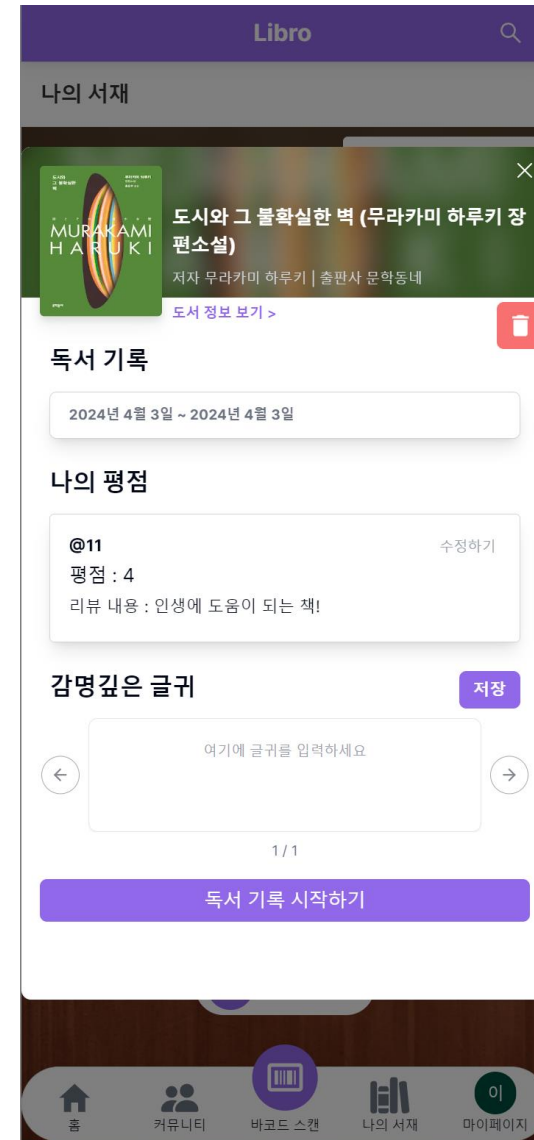 Libro
나의 서재
MURAKAMI
HARUKI
도시와 그 불확실한 벽 (무라카미 하루키 장
편소설)
저자 무라카미 하루키 | 출판사 문학동네
도서 정보 보기 >
독서 기록
2024년 4월 3일 ~ 2024년 4월 3일
나의 평점
@11
수정하기
평점 : 4
리뷰 내용 : 인생에 도움이 되는 책!
감명깊은 글귀
저장
여기에 글귀를 입력하세요
1 / 1
독서 기록 시작하기
홈
커뮤니티
바코드 스캔
나의 서재
이
마이페이지